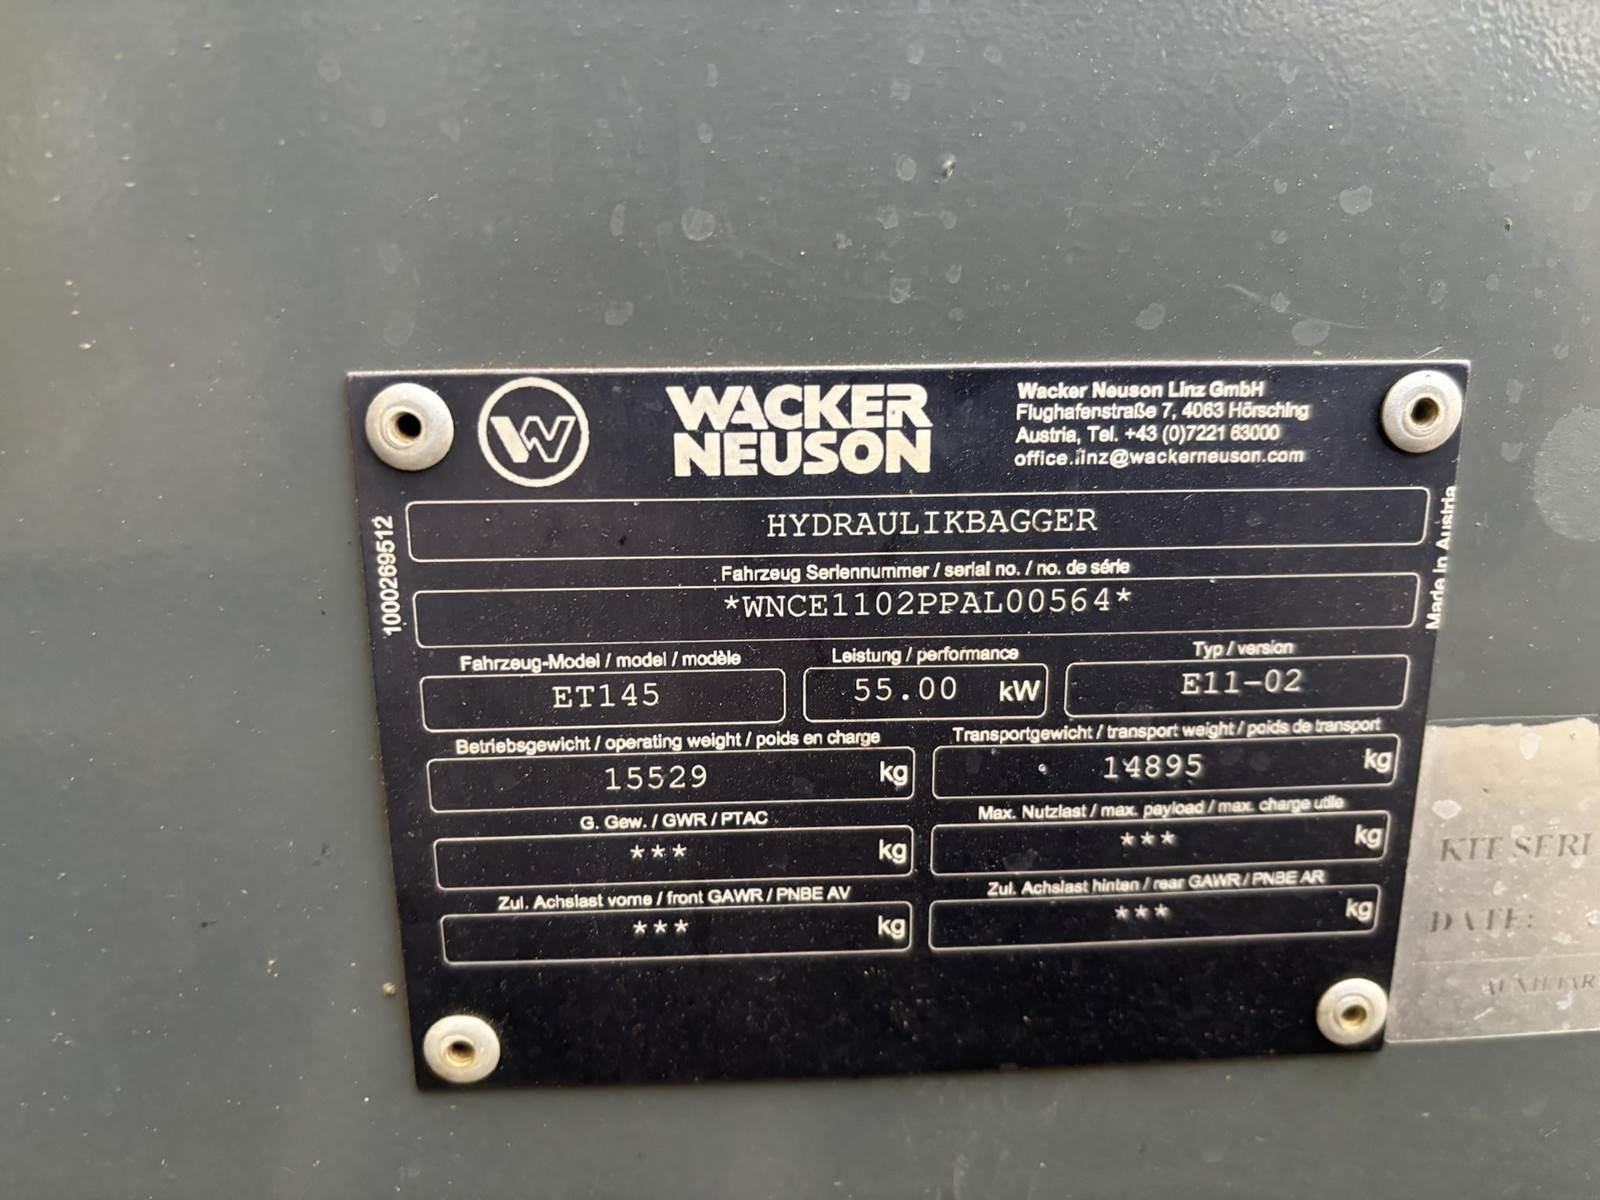 WACKER
NEUSON
Wacker Neuson Linz GmbH
Flughafenstraße 7, 4063 Hörsching
Austria, Tel. +43 (0)7221 63000
office.linz@wackerneuson.com
1000269512
Made in Austria
HYDRAULIKBAGGER
Fahrzeug Seriennummer / serial no. / no. de série
*WNCE1102PPAL00564*
Fahrzeug-Model / model / modèle
ET145
Leistung / performance
55.00 kW
Typ / version
E11-02
Betriebsgewicht / operating weight / poids en charge
15529 kg
Transportgewicht / transport weight / poids de transport
14895 kg
G. Gew. / GWR / PTAC
*** kg
Max. Nutzlast / max. payload / max. charge utile
*** kg
Zul. Achslast vorne / front GAWR / PNBE AV
*** kg
Zul. Achslast hinten / rear GAWR / PNBE AR
*** kg
KIT SERI
DATE: